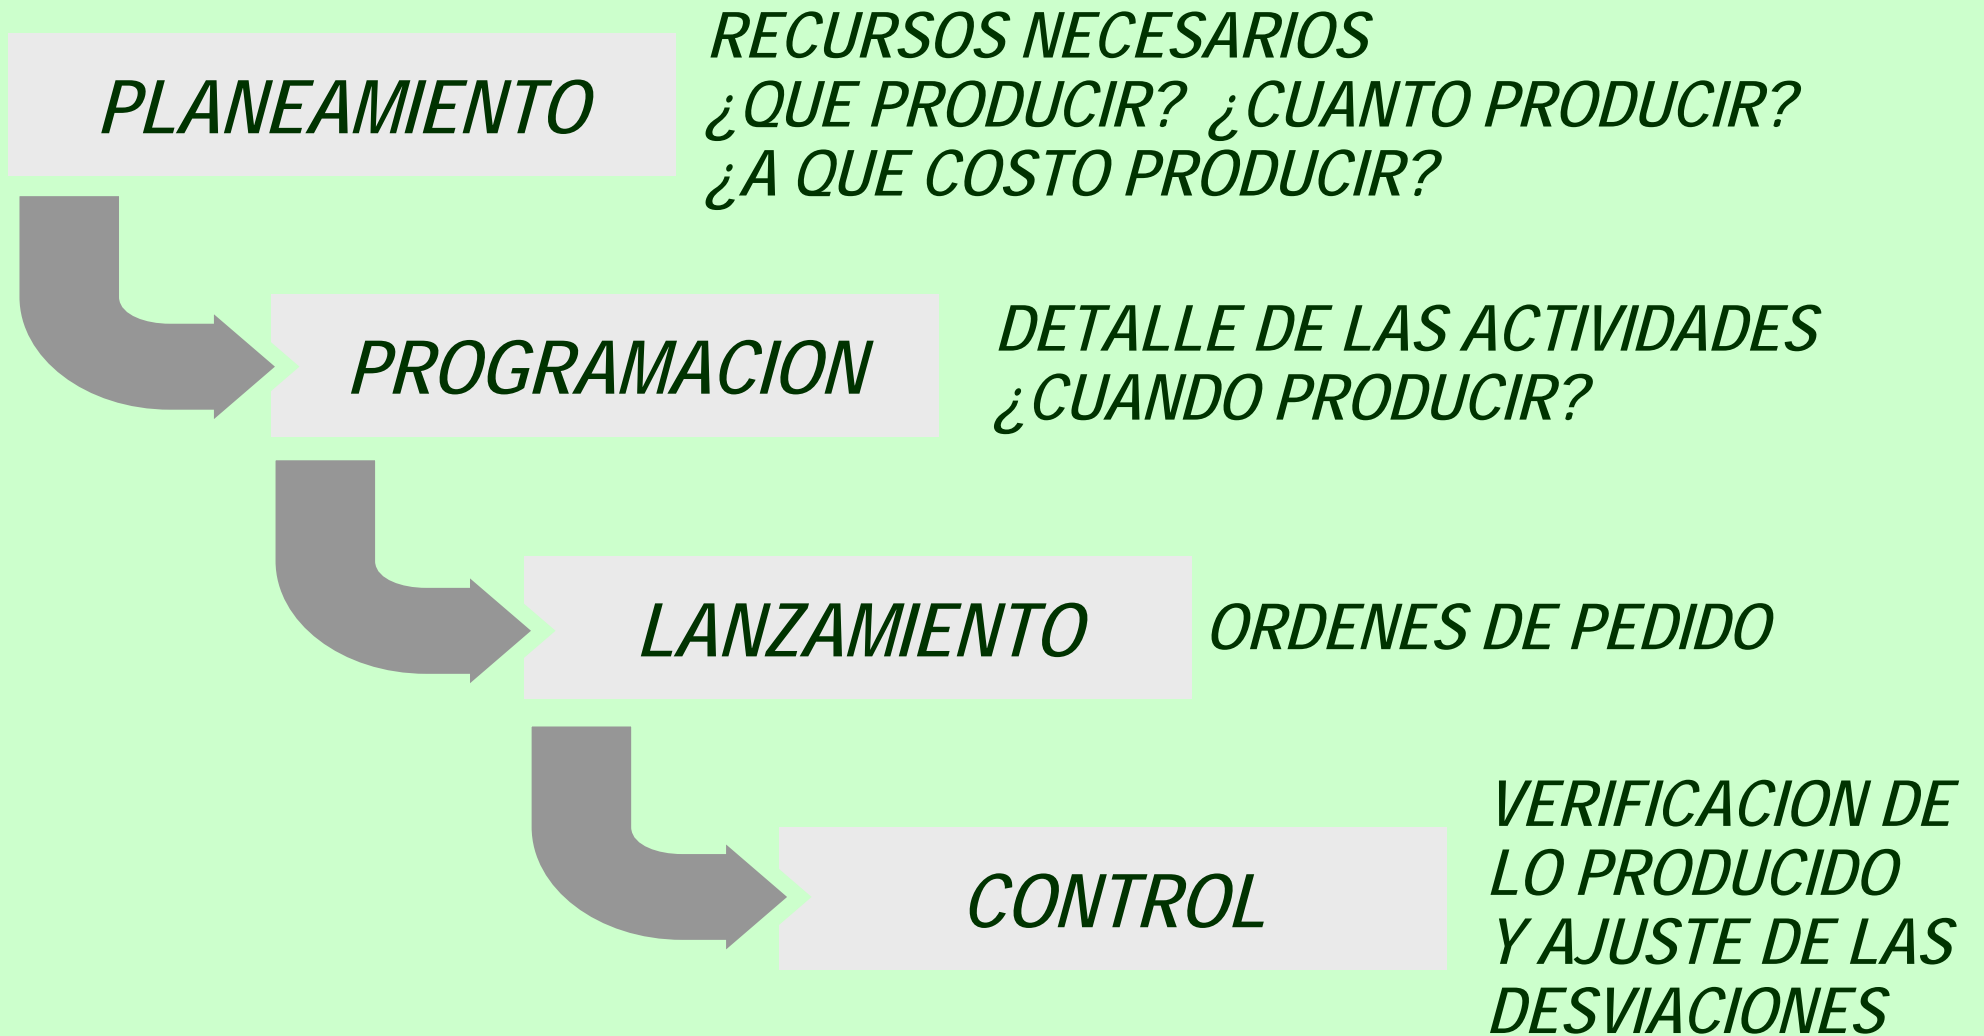 PLANEAMIENTO
RECURSOS NECESARIOS
¿QUE PRODUCIR? ¿CUANTO PRODUCIR?
¿A QUE COSTO PRODUCIR?
PROGRAMACION
DETALLE DE LAS ACTIVIDADES
¿CUANDO PRODUCIR?
LANZAMIENTO
ORDENES DE PEDIDO
CONTROL
VERIFICACION DE
LO PRODUCIDO
Y AJUSTE DE LAS
DESVIACIONES